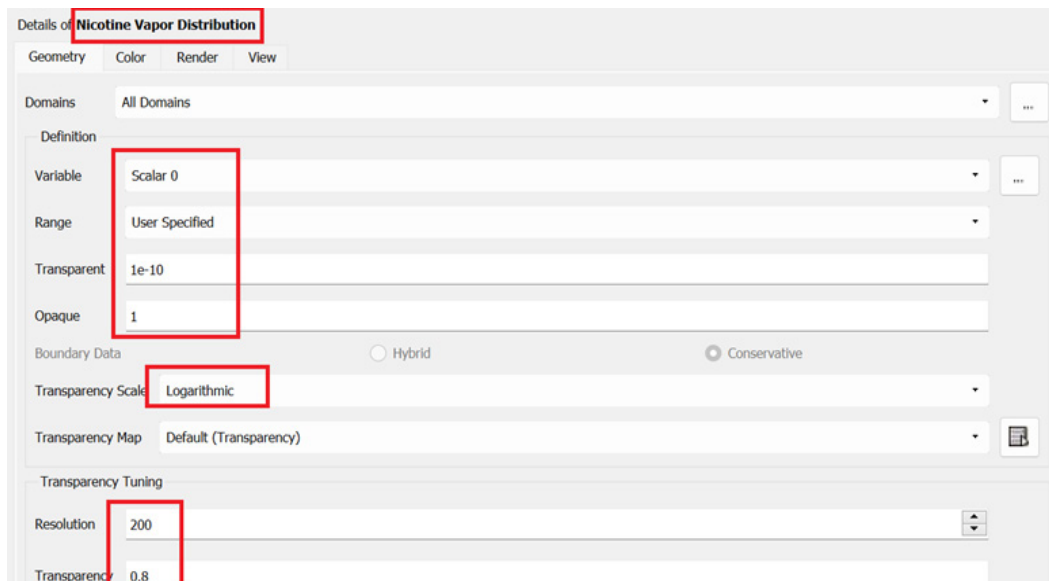 Details of Nicotine Vapor Distribution
Geometry Color Render View
Domains All Domains ...
Definition
Variable Scalar 0 ...
Range User Specified
Transparent 1e-10
Opaque 1
Boundary Data Hybrid Conservative
Transparency Scale Logarithmic
Transparency Map Default (Transparency)
Transparency Tuning
Resolution 200
Transparency 0.8